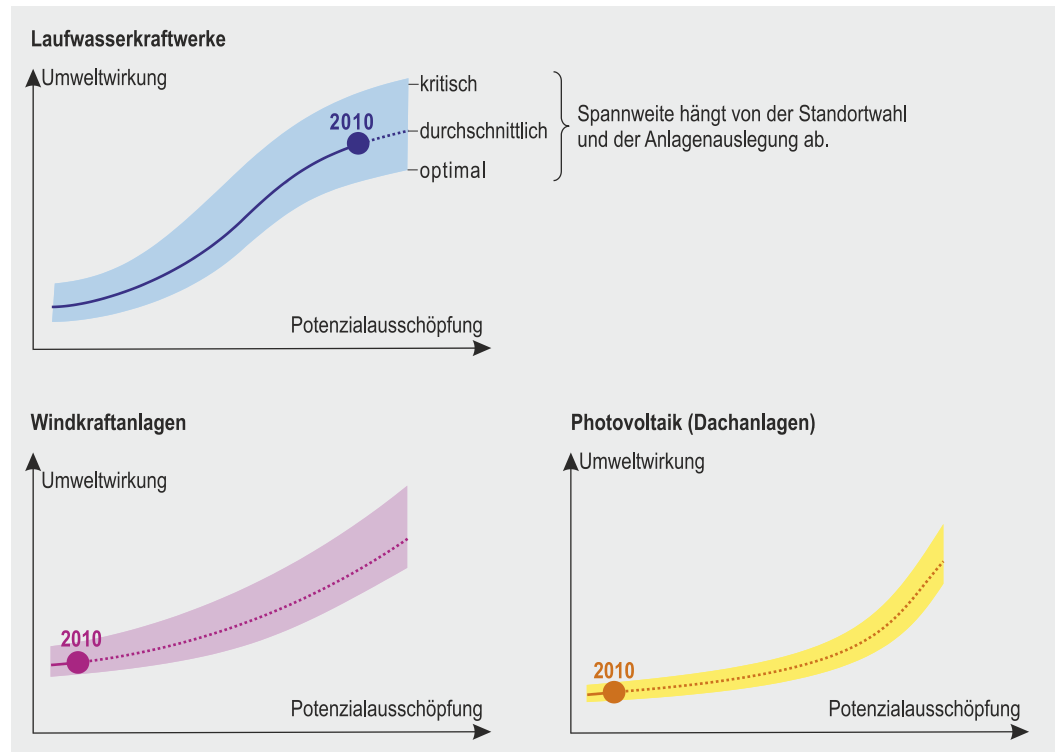 Laufwasserkraftwerke
Umweltwirkung
kritisch
2010
durchschnittlich
optimal
Spannweite hängt von der Standortwahl
und der Anlagenauslegung ab.
Potenzialausschöpfung
Windkraftanlagen
Umweltwirkung
2010
Potenzialausschöpfung
Photovoltaik (Dachanlagen)
Umweltwirkung
2010
Potenzialausschöpfung